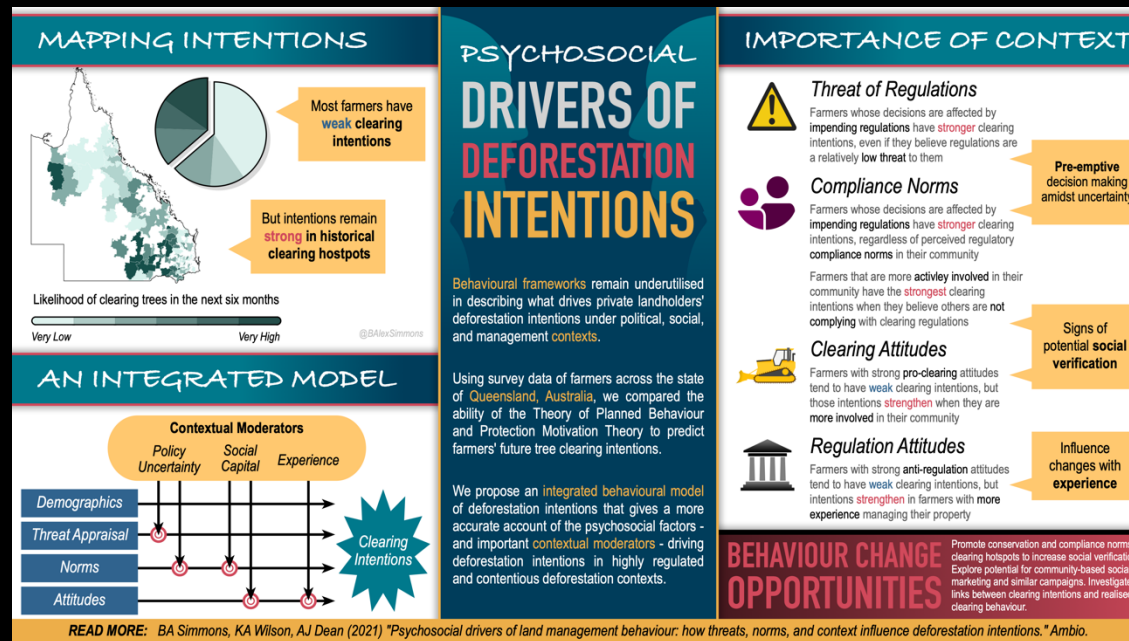 MAPPING INTENTIONS
Most farmers have
weak clearing
intentions
But intentions remain
strong in historical
clearing hostpots
Likelihood of clearing trees in the next six months
Very Low
Very High
@BAlexSimmons
AN INTEGRATED MODEL
Contextual Moderators
Policy
Uncertainty
Social
Capital
Experience
Demographics
Threat Appraisal
Norms
Attitudes
Clearing
Intentions
PSYCHOSOCIAL
DRIVERS OF
DEFORESTATION
INTENTIONS
Behavioural frameworks remain underutilised
in describing what drives private landholders'
deforestation intentions under political, social,
and management contexts.
Using survey data of farmers across the state
of Queensland, Australia, we compared the
ability of the Theory of Planned Behaviour
and Protection Motivation Theory to predict
farmers' future tree clearing intentions.
We propose an integrated behavioural model
of deforestation intentions that gives a more
accurate account of the psychosocial factors -
and important contextual moderators - driving
deforestation intentions in highly regulated
and contentious deforestation contexts.
IMPORTANCE OF CONTEXT
Threat of Regulations
Farmers whose decisions are affected by
impending regulations have stronger clearing
intentions, even if they believe regulations are
a relatively low threat to them
Compliance Norms
Farmers whose decisions are affected by
impending regulations have stronger clearing
intentions, regardless of perceived regulatory
compliance norms in their community
Farmers that are more activley involved in their
community have the strongest clearing
intentions when they believe others are not
complying with clearing regulations
Clearing Attitudes
Farmers with strong pro-clearing attitudes
tend to have weak clearing intentions, but
those intentions strengthen when they are
more involved in their community
Regulation Attitudes
Farmers with strong anti-regulation attitudes
tend to have weak clearing intentions, but
intentions strengthen in farmers with more
experience managing their property
Pre-emptive
decision making
amidst uncertainty
Signs of
potential social
verification
Influence
changes with
experience
BEHAVIOUR CHANGE
OPPORTUNITIES
Promote conservation and compliance norms
clearing hotspots to increase social verificatio
Explore potential for community-based social
marketing and similar campaigns. Investigate
links between clearing intentions and realised
clearing behaviour.
READ MORE: BA Simmons, KA Wilson, AJ Dean (2021) "Psychosocial drivers of land management behaviour: how threats, norms, and context influence deforestation intentions." Ambio.